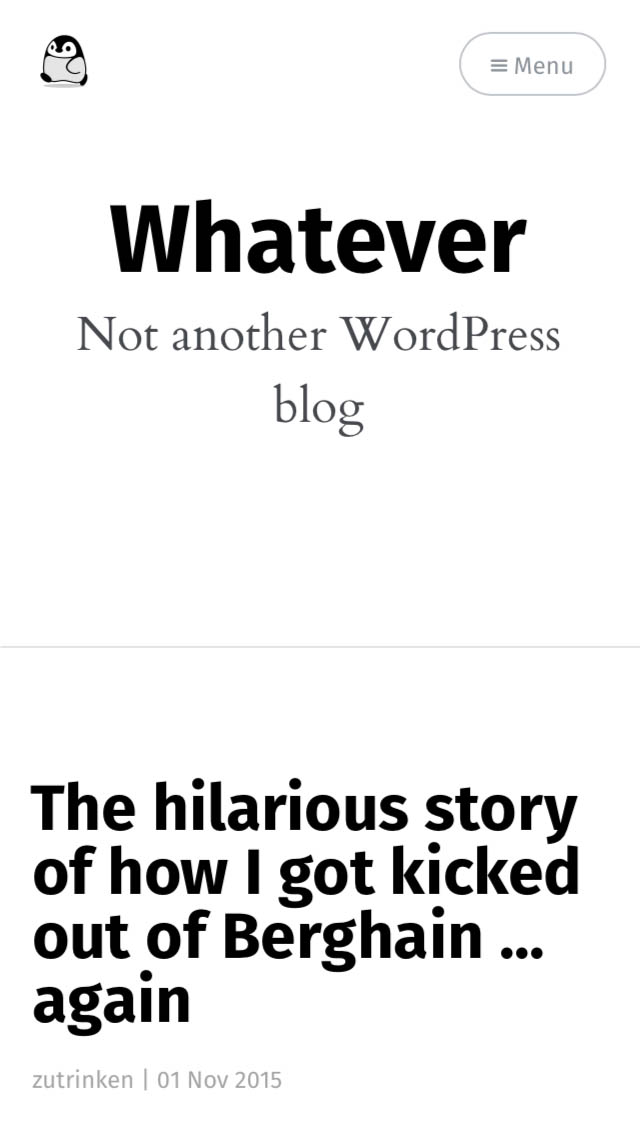 Menu
Whatever
Not another WordPress
blog
The hilarious story
of how I got kicked
out of Berghain ...
again
zutrinken | 01 Nov 2015